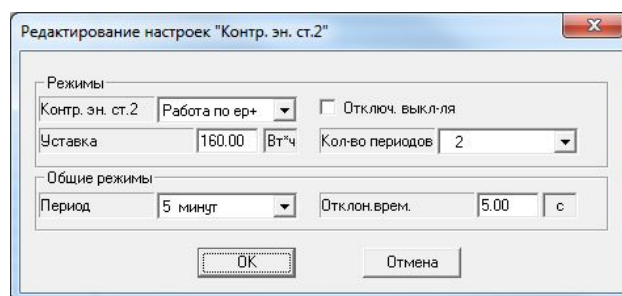 Редактирование настроек "Контр. эн. ст.2"
Режимы
Контр. эн. ст.2 Работа по ер+ Отключ. выкл-ля
Уставка 160.00 Вт*ч Кол-во периодов 2
Общие режимы
Период 5 минут Отклон.врем. 5.00 с
OK Отмена